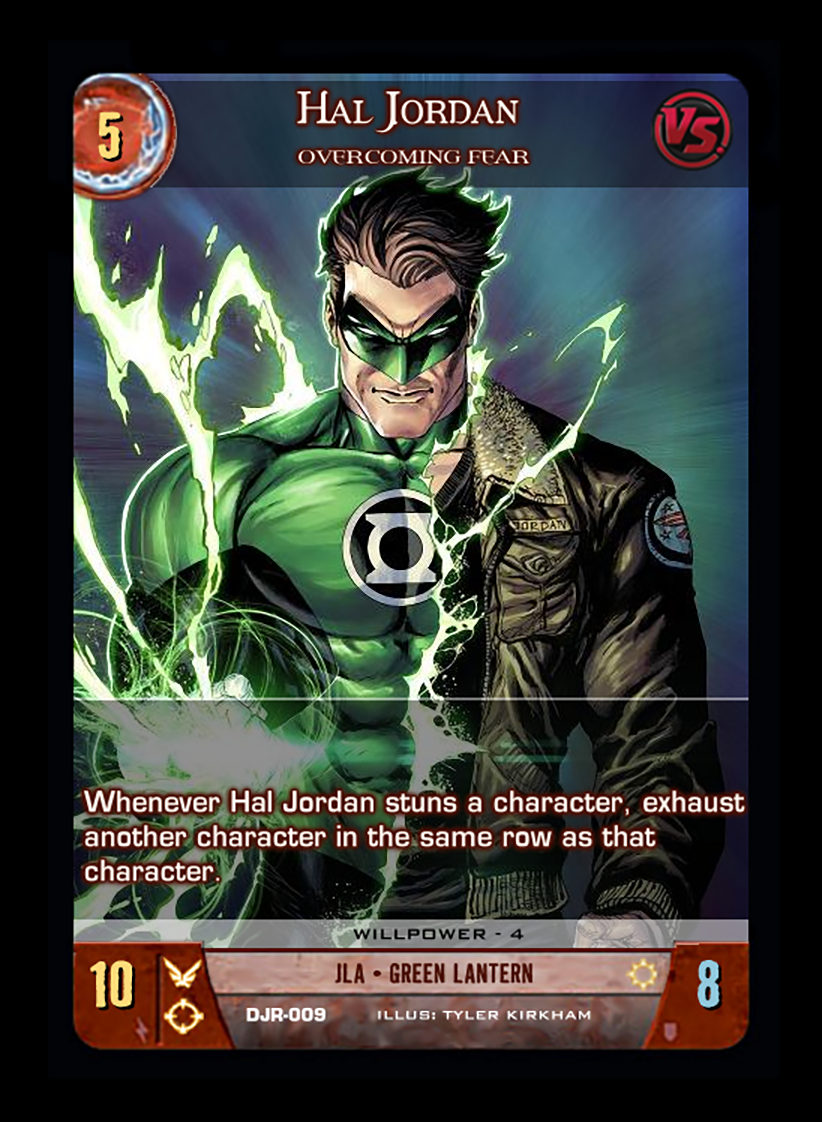 5
HAL JORDAN
VS.
OVERCOMING FEAR
JORDAN
Whenever Hal Jordan stuns a character, exhaust
another character in the same row as that
character.
WILLPOWER - 4
10
JLA • GREEN LANTERN
8
DJR-009
ILLUS: TYLER KIRKHAM